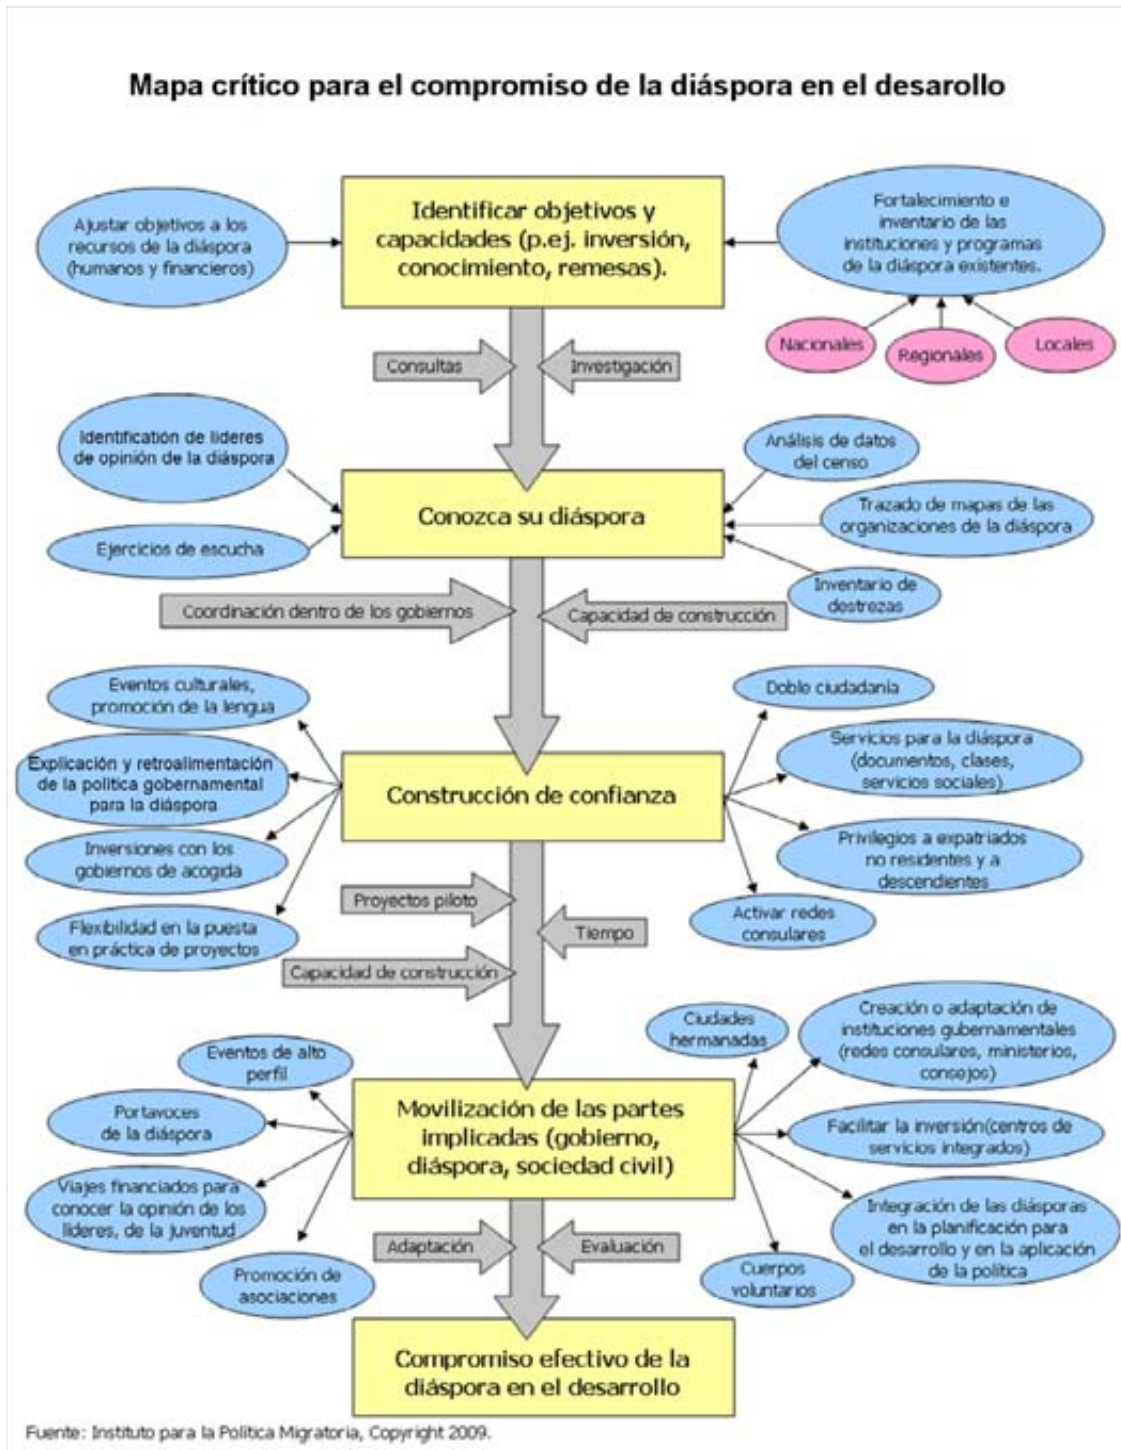 Mapa crítico para el compromiso de la diáspora en el desarollo
Ajustar objetivos a los
recursos de la diáspora
(humanos y financieros)
Identificar objetivos y
capacidades (p.ej. inversión,
conocimiento, remesas).
Fortalecimiento e
inventario de las
instituciones y programas
de la diáspora existentes.
Nacionales
Regionales
Locales
Consultas
Investigación
Identificatión de líderes
de opinión de la diáspora
Ejercicios de escucha
Conozca su diáspora
Análisis de datos
del censo
Trazado de mapas de las
organizaciones de la diáspora
Inventario de
destrezas
Coordinación dentro de los gobiernos
Capacidad de construcción
Eventos culturales,
promoción de la lengua
Explicación y retroalimentación
de la política gobernamental
para la diáspora
Inversiones con los
gobiernos de acogida
Flexibilidad en la puesta
en práctica de proyectos
Construcción de confianza
Doble ciudadanía
Servicios para la diáspora
(documentos, clases,
servicios sociales)
Privilegios a expatriados
no residentes y a
descendientes
Activar redes
consulares
Proyectos piloto
Tiempo
Capacidad de construcción
Eventos de alto
perfil
Portavoces
de la diáspora
Viajes financiados para
conocer la opinión de los
líderes, de la juventud
Promoción de
asociaciones
Movilización de las partes
implicadas (gobierno,
diáspora, sociedad civil)
Ciudades
hermanadas
Creación o adaptación de
instituciones gubernamentales
(redes consulares, ministerios,
consejos)
Facilitar la inversión(centros de
servicios integrados)
Integración de las diásporas
en la planificación para
el desarrollo y en la aplicación
de la política
Cuerpos
voluntarios
Adaptación
Evaluación
Compromiso efectivo de la
diáspora en el desarrollo
Fuente: Instituto para la Política Migratoria, Copyright 2009.